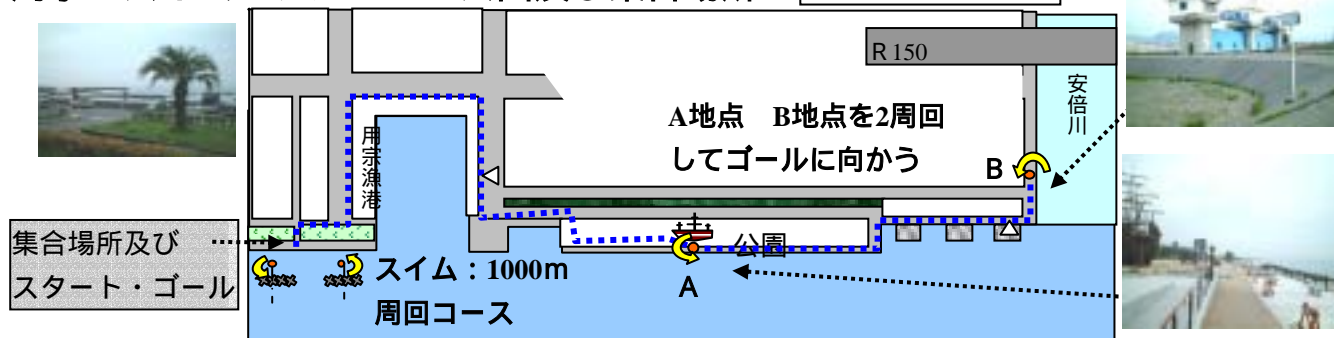 R 150
安倍川
A地点　B地点を2周回
してゴールに向かう
用宗漁港
B
集合場所及び
スタート・ゴール
公園
スイム：1000m
周回コース
A